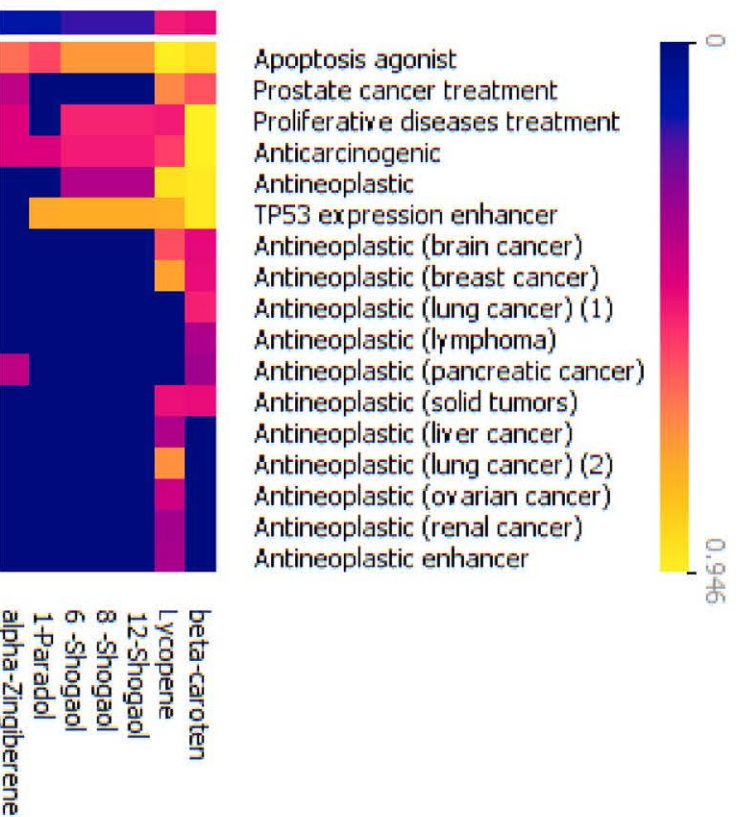 0
Apoptosis agonist
Prostate cancer treatment
Proliferative diseases treatment
Anticarcinogenic
Antineoplastic
TP53 expression enhancer
Antineoplastic (brain cancer)
Antineoplastic (breast cancer)
Antineoplastic (lung cancer) (1)
Antineoplastic (lymphoma)
Antineoplastic (pancreatic cancer)
Antineoplastic (solid tumors)
Antineoplastic (liver cancer)
Antineoplastic (lung cancer) (2)
Antineoplastic (ovarian cancer)
Antineoplastic (renal cancer)
Antineoplastic enhancer
0.946
alpha-Zingiberene
1-Paradol
6 -Shogaol
8 -Shogaol
12-Shogaol
Lycopene
beta-caroten